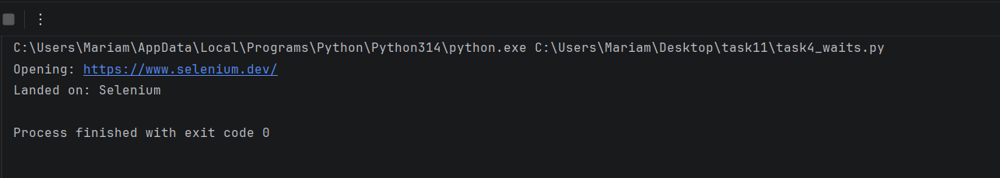 C:\Users\Mariam\AppData\Local\Programs\Python\Python314\python.exe C:\Users\Mariam\Desktop\task11\task4_waits.py
Opening: https://www.selenium.dev/
Landed on: Selenium
Process finished with exit code 0